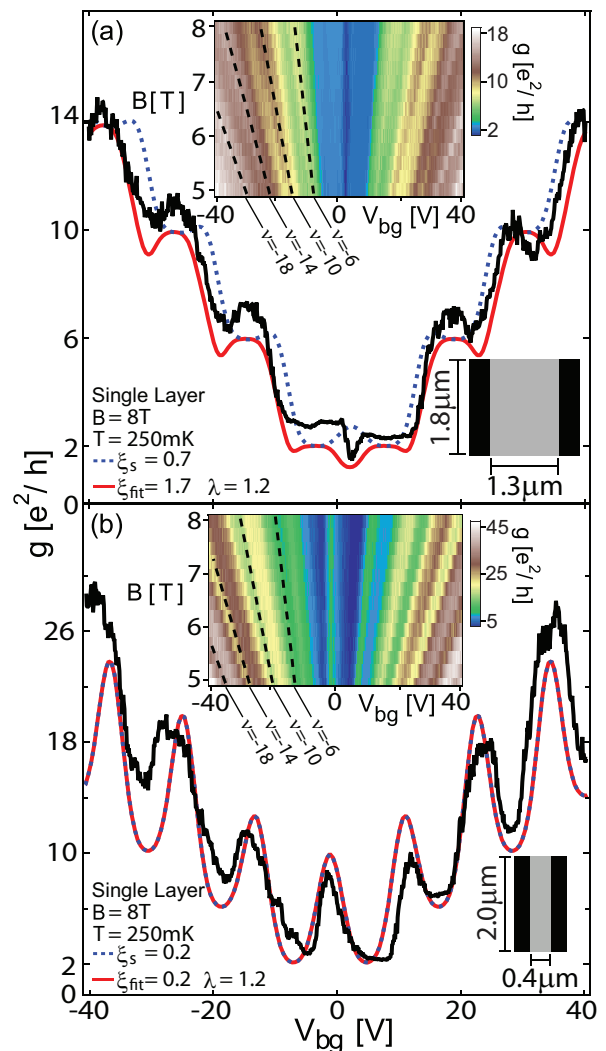 (a)
8
7
6
5
B[T]
-40
0
40
V_bg [V]
18
10
2
g [e²/h]
ν=-18
ν=-14
ν=-10
ν=-6
14
10
6
2
0
Single Layer
B = 8T
T = 250mK
ξ_s = 0.7
ξ_fit = 1.7 λ = 1.2
1.8μm
1.3μm
g [e²/h]
(b)
8
7
6
5
B [T]
-40
0
40
V_bg [V]
45
25
5
g [e²/h]
ν=-18
ν=-14
ν=-10
ν=-6
26
18
10
2
0
Single Layer
B = 8T
T = 250mK
ξ_s = 0.2
ξ_fit = 0.2 λ = 1.2
2.0μm
0.4μm
-40 -20 0 20 40
V_bg [V]